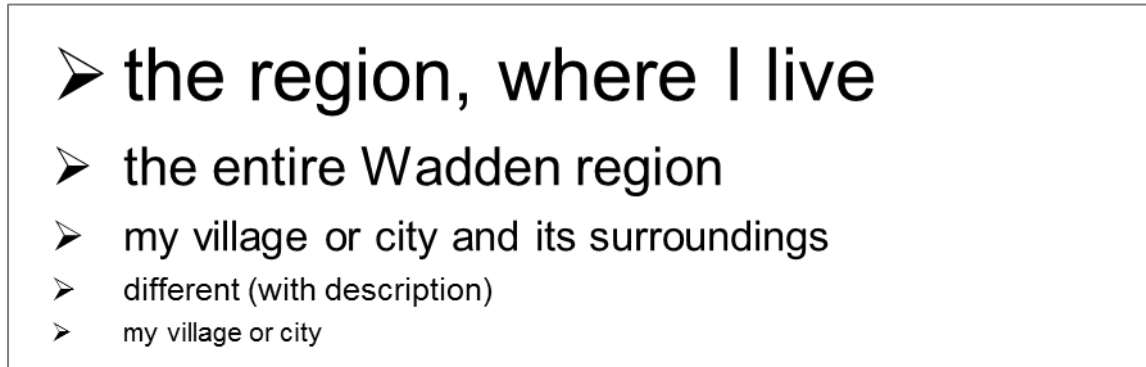 ➢ the region, where I live
➢ the entire Wadden region
➢ my village or city and its surroundings
➢ different (with description)
➢ my village or city